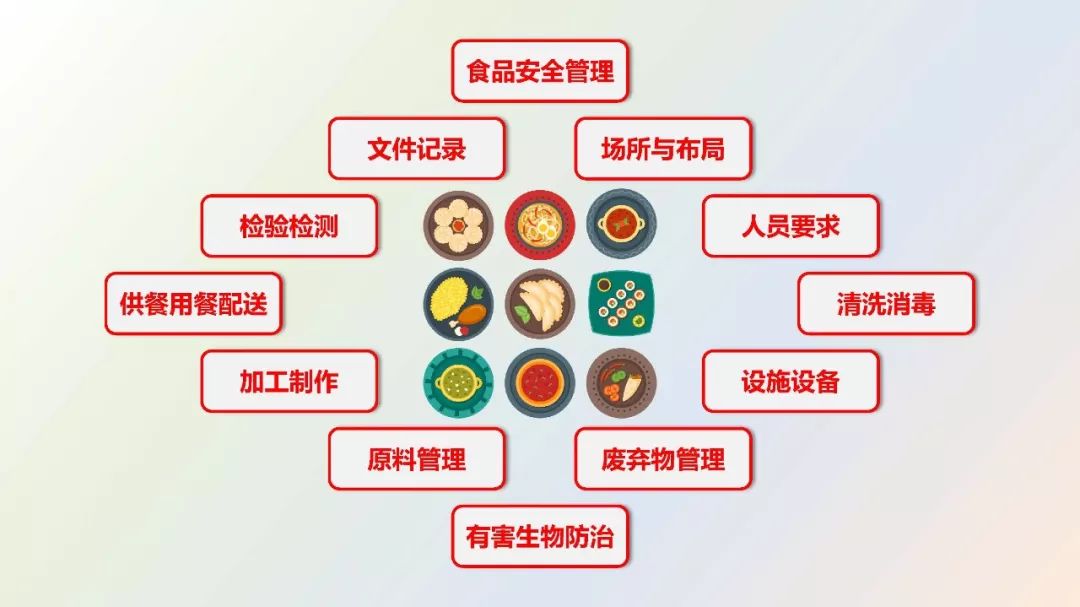 食品安全管理
文件记录
场所与布局
检验检测
人员要求
供餐用餐配送
清洗消毒
加工制作
设施设备
原料管理
废弃物管理
有害生物防治